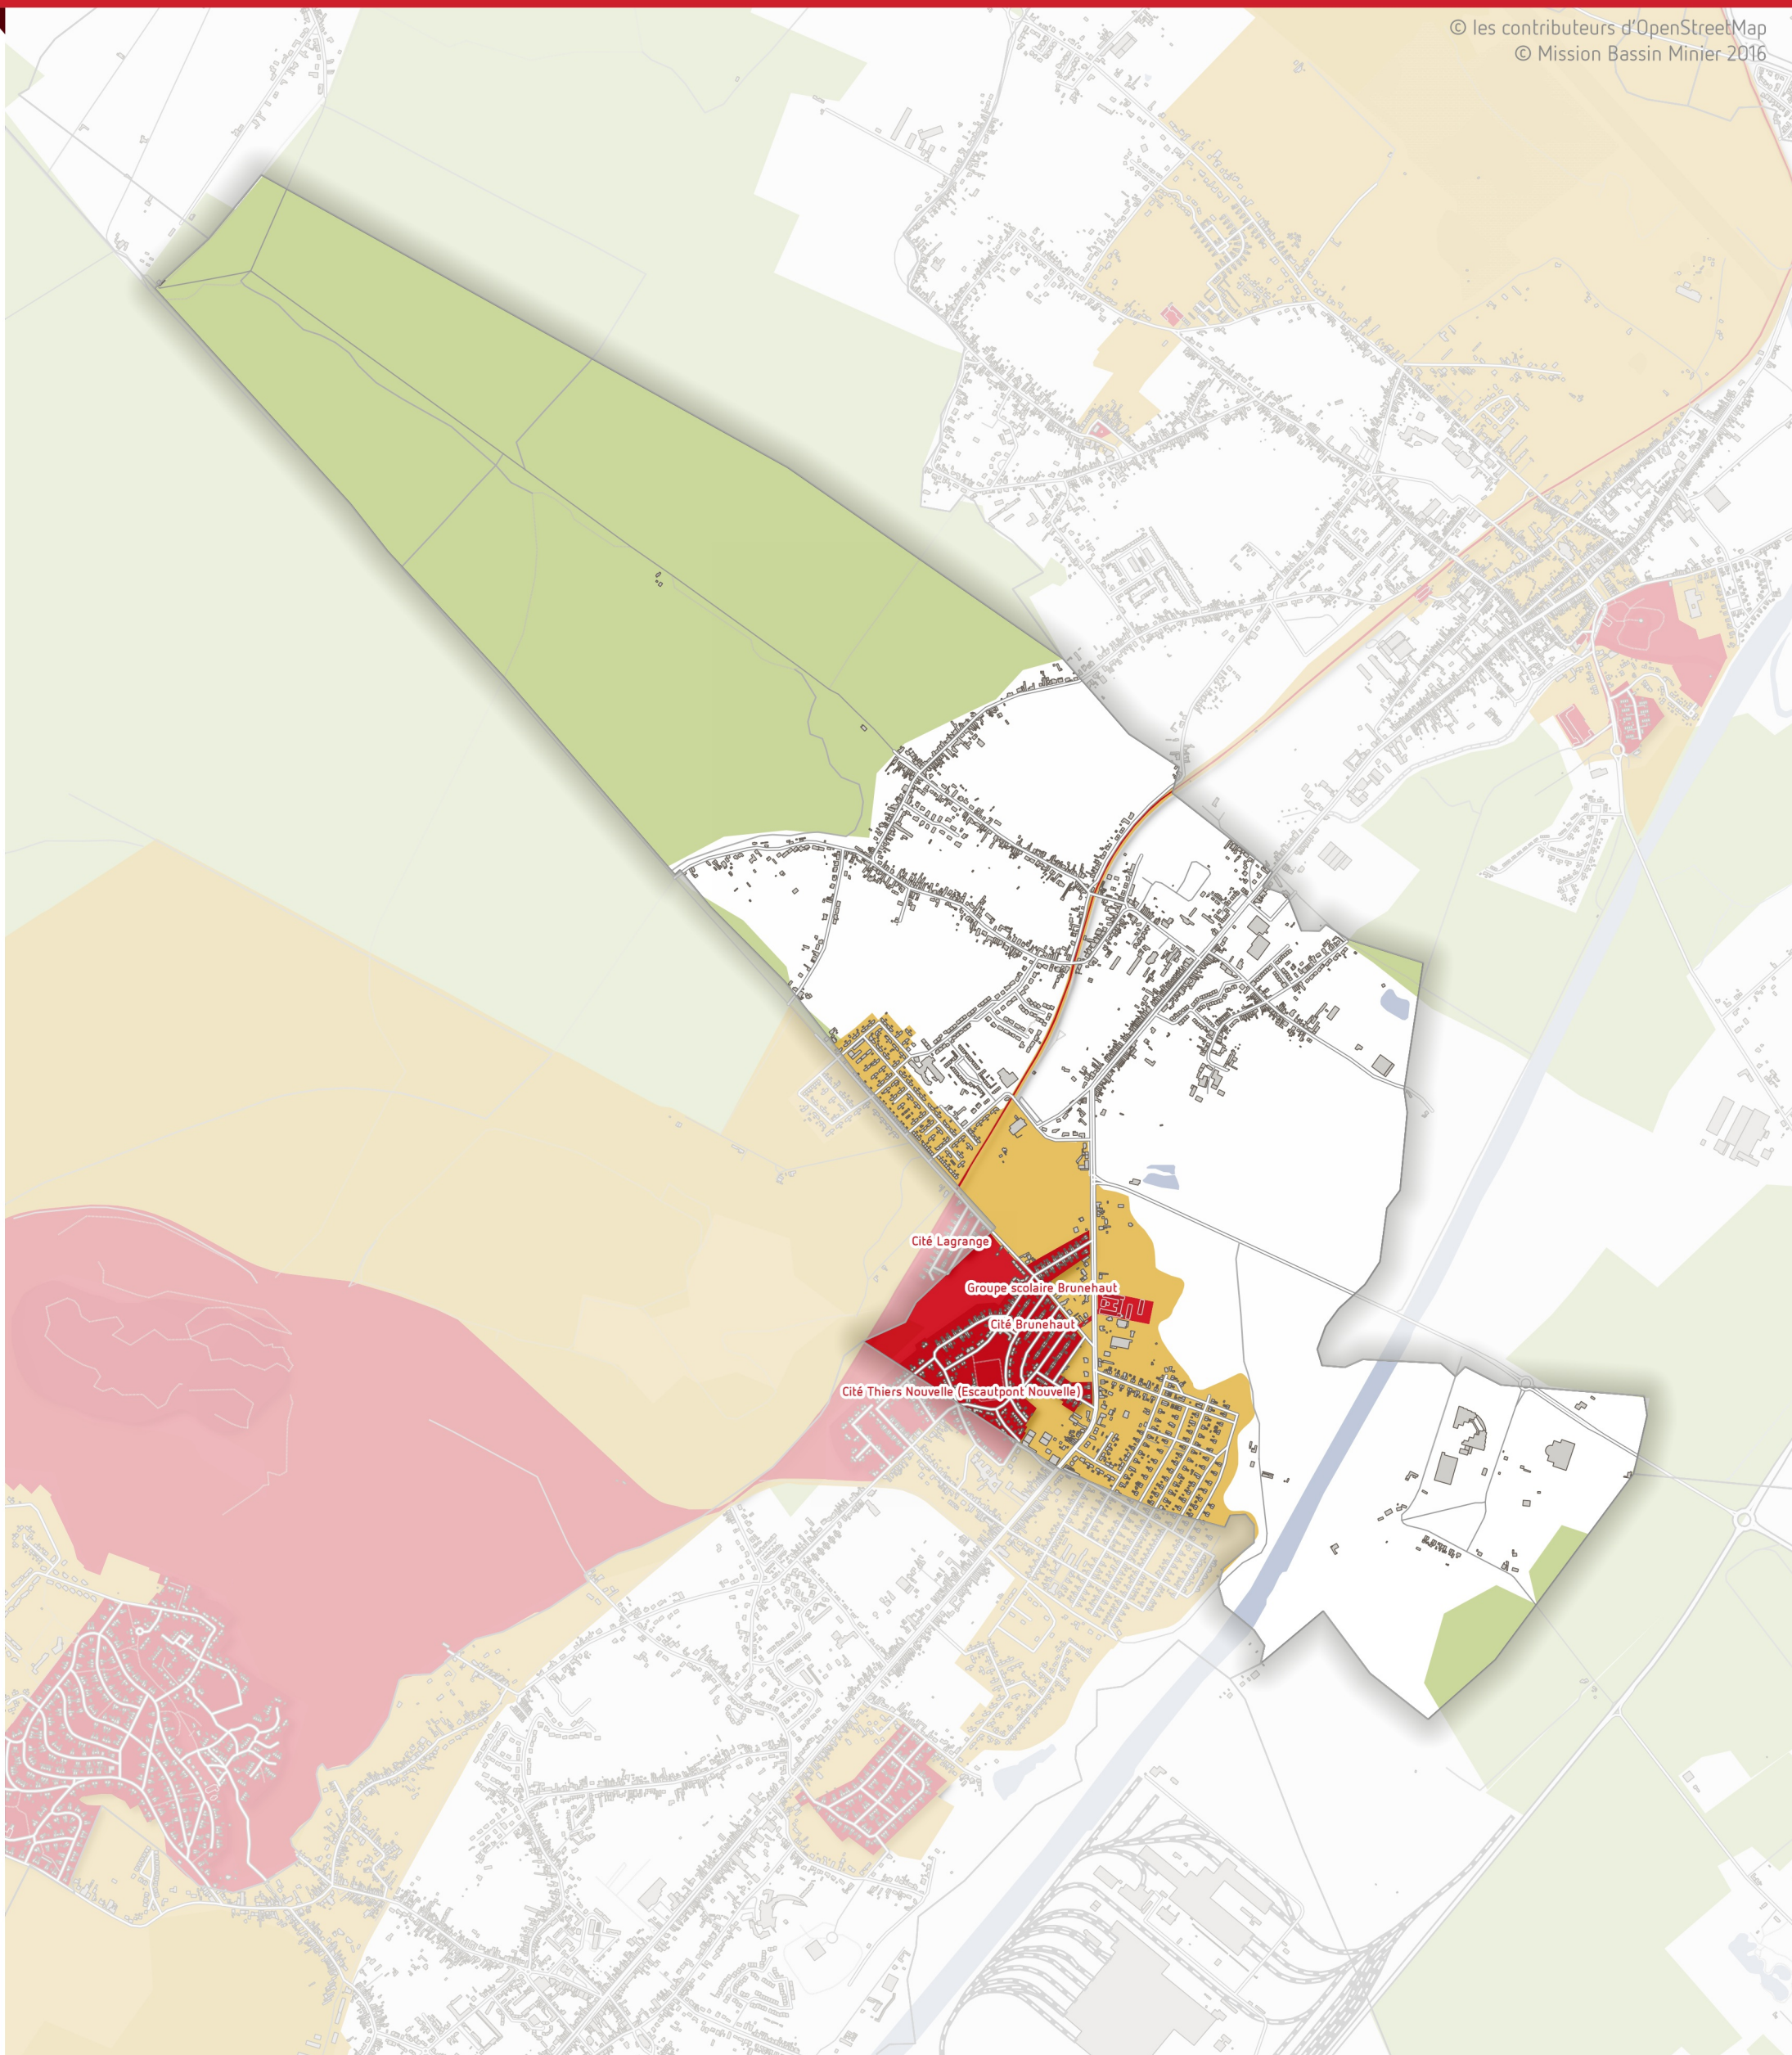 © les contributeurs d'OpenStreetMap
© Mission Bassin Minier 2016
Cité Lagrange
Groupe scolaire Brunehaut
Cité Brunehaut
Cité Thiers Nouvelle (Escautpont Nouvelle)